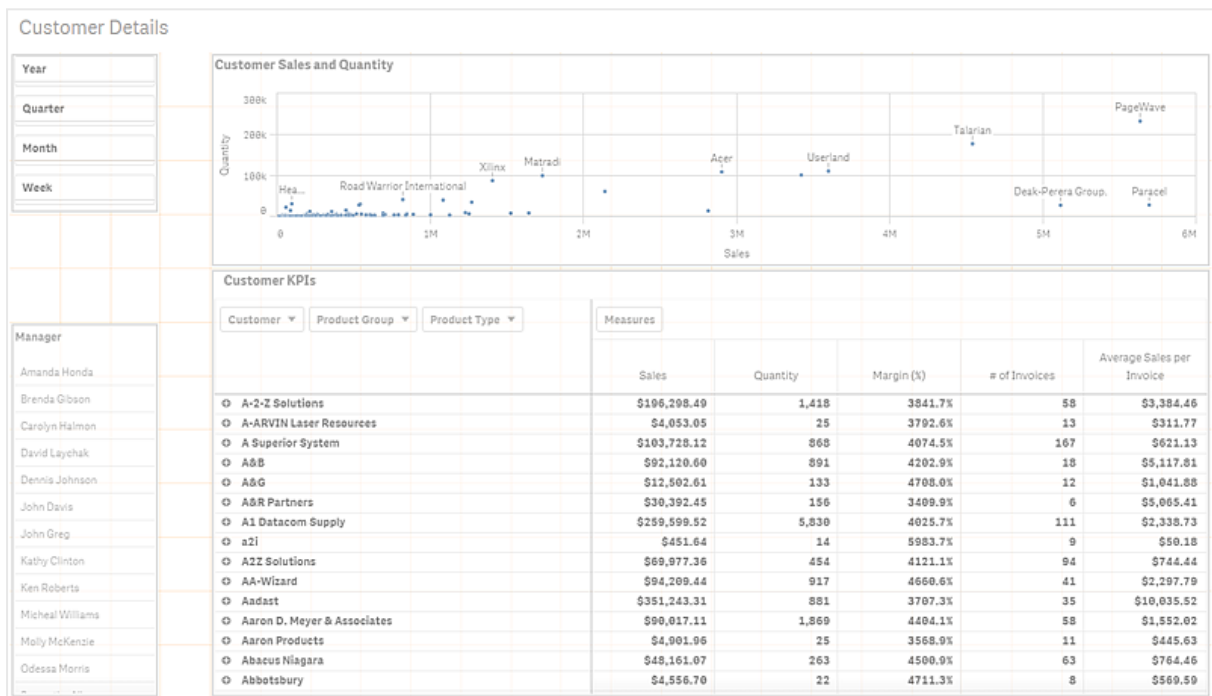 Customer Details
Year
Quarter
Month
Week
Customer Sales and Quantity
300k
200k
100k
0
Quantity
PageWave
Talarian
Acer
Userland
Xilinx
Matradi
Hea...
Road Warrior International
Deak-Perera Group.
Paracel
0 1M 2M 3M 4M 5M 6M
Sales
Manager
Amanda Honda
Brenda Gibson
Carolyn Halmon
David Laychak
Dennis Johnson
John Davis
John Greg
Kathy Clinton
Ken Roberts
Micheal Williams
Molly McKenzie
Odessa Morris
Customer KPIs
Customer Product Group Product Type Measures
Sales Quantity Margin (%) # of Invoices Average Sales per
Invoice
A-2-Z Solutions $196,298.49 1,418 3841.7% 58 $3,384.46
A-ARVIN Laser Resources $4,053.05 25 3792.6% 13 $311.77
A Superior System $103,728.12 868 4074.5% 167 $621.13
A&B $92,120.60 891 4202.9% 18 $5,117.81
A&G $12,502.61 133 4708.0% 12 $1,041.88
A&R Partners $30,392.45 156 3409.9% 6 $5,065.41
A1 Datacom Supply $259,599.52 5,830 4025.7% 111 $2,338.73
a2i $451.64 14 5983.7% 9 $50.18
A2Z Solutions $69,977.36 454 4121.1% 94 $744.44
AA-Wizard $94,209.44 917 4660.6% 41 $2,297.79
Aadast $351,243.31 881 3707.3% 35 $10,035.52
Aaron D. Meyer & Associates $90,017.11 1,869 4404.1% 58 $1,552.02
Aaron Products $4,901.96 25 3568.9% 11 $445.63
Abacus Niagara $48,161.07 263 4500.9% 63 $764.46
Abbotsbury $4,556.70 22 4711.3% 8 $569.59